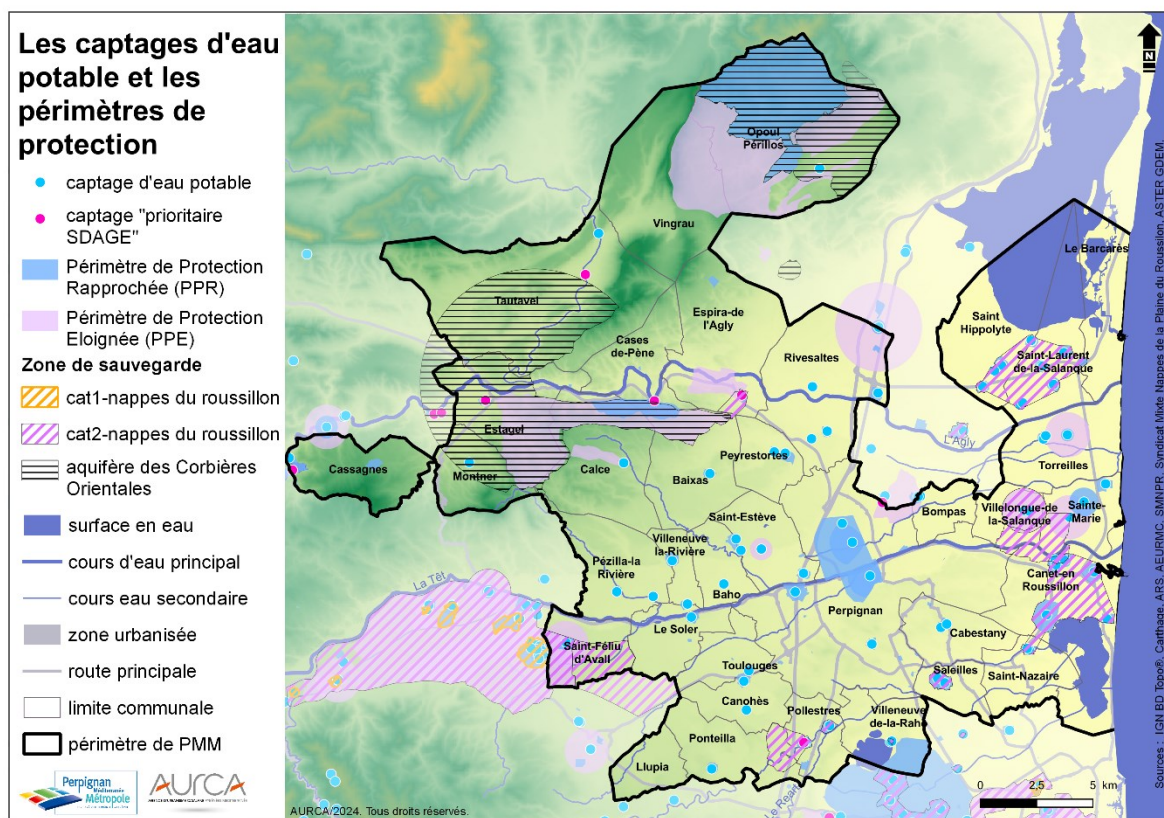 Les captages d'eau
potable et les
périmètres de
protection
captage d'eau potable
captage "prioritaire
SDAGE"
Périmètre de Protection
Rapprochée (PPR)
Périmètre de Protection
Eloignée (PPE)
Zone de sauvegarde
cat1-nappes du roussillon
cat2-nappes du roussillon
aquifère des Corbières
Orientales
surface en eau
cours d'eau principal
cours eau secondaire
zone urbanisée
route principale
limite communale
périmètre de PMM
Perpignan
Méditerranée
Métropole
AURCA
N
Opoul
Périllos
Vingrau
Le Barcarès
Tautavel
Espira-de
l'Agly
Saint
Hippolyte
Cases
de-Pène
Rivesaltes
Saint-Laurent
de-la-Salanque
Estagel
L'Agly
Cassagnes
Montner
Calce
Peyrestortes
Torreilles
Baixas
Saint-Estève
Bompas
Villelongue-de
la-Salanque
Sainte-
Marie
Villeneuve
la-Rivière
Pézilla-la
Rivière
Canet-en
Roussillon
La Têt
Baho
Perpignan
Le Soler
Cabestany
Saint-Féliu
d'Avall
Toulouges
Saleilles
Saint-Nazaire
Canohès
Pollestres
Villeneuve
de-la-Raho
Ponteilla
Llupia
Le Reart
0 2,5 5 km
AURCA/2024. Tous droits réservés.
Sources : IGN BD Topo®, Carthage, ARS, AEURMC, SMNPR, Syndicat Mixte Nappes de la Plaine du Roussillon, ASTER GDEM.